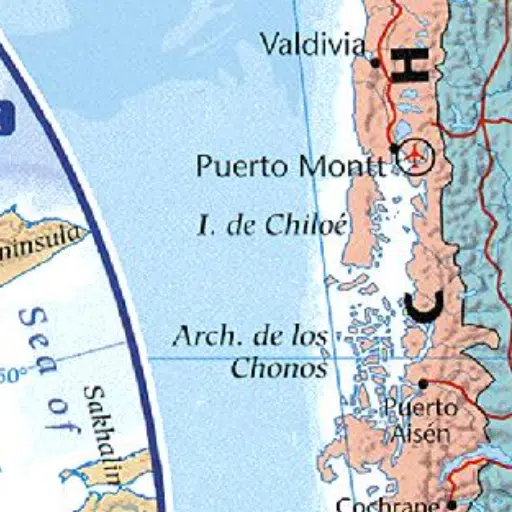 Valdivia
H
Puerto Montt
I. de Chiloé
ninsula
C
Sea of
Arch. de los
Chonos
50°
Sakhalin
Puerto
Aisén
Cochrane